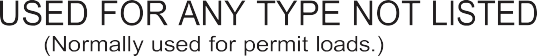 USED FOR ANY TYPE NOT LISTED
(Normally used for permit loads.)